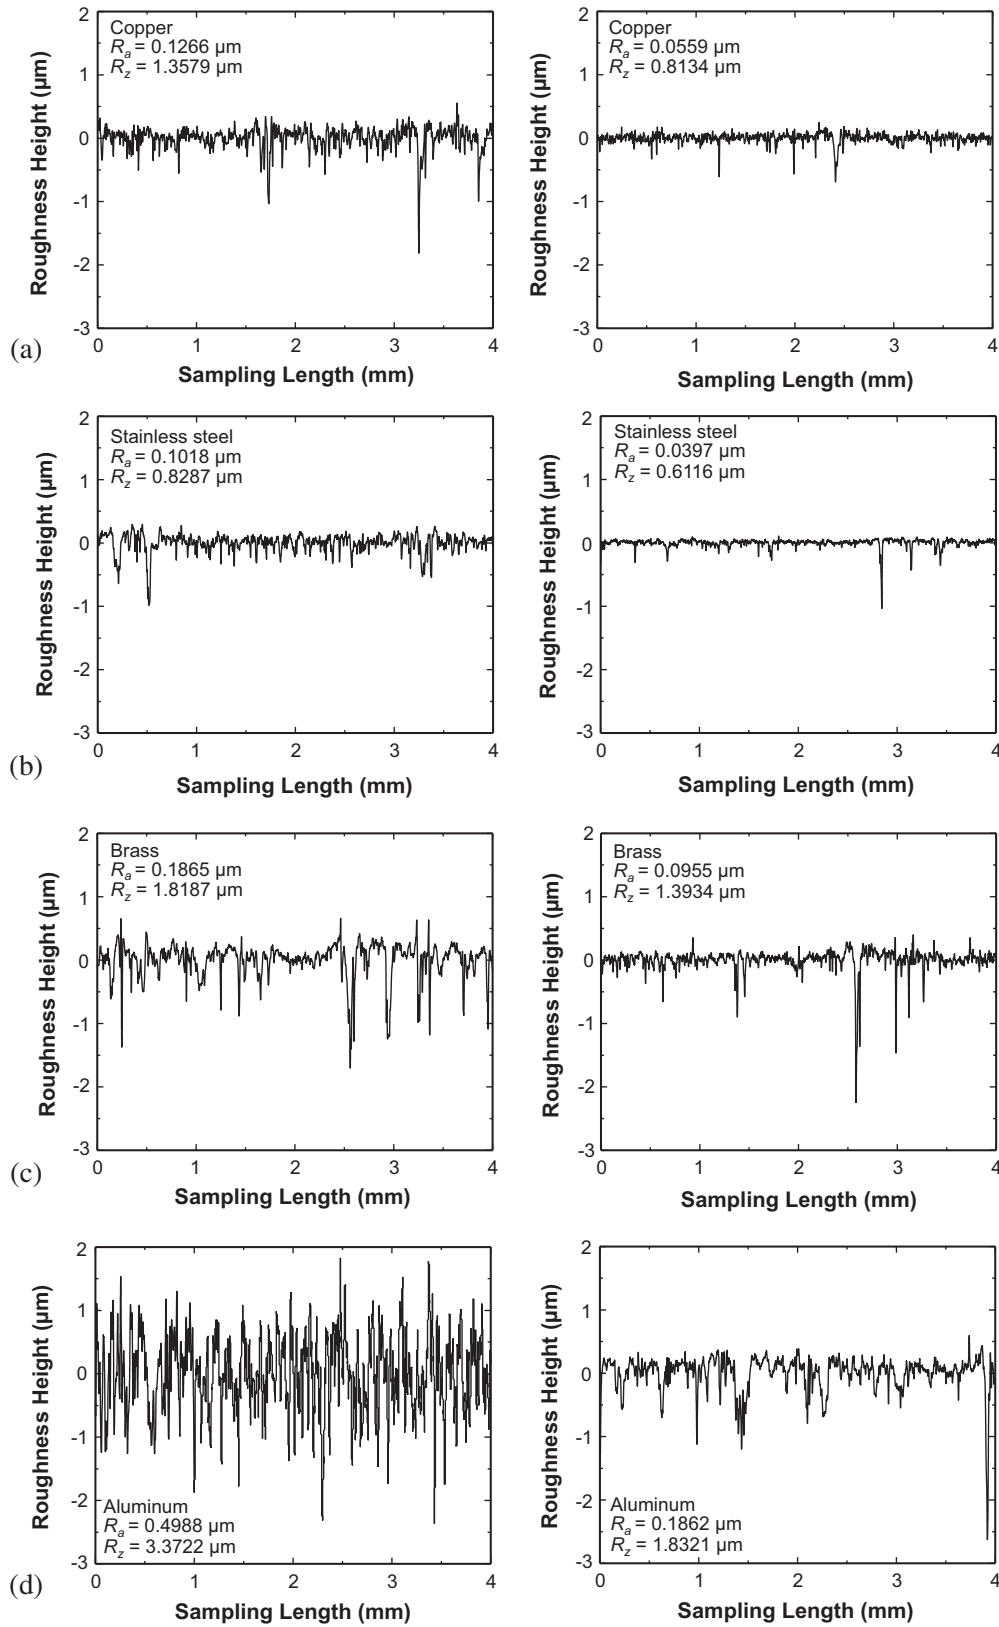 2
Copper
Ra = 0.1266 μm
Rz = 1.3579 μm
1
0
-1
-2
-3
0 1 2 3 4
Roughness Height (μm)
Sampling Length (mm)
2
Copper
Ra = 0.0559 μm
Rz = 0.8134 μm
1
0
-1
-2
-3
0 1 2 3 4
Roughness Height (μm)
Sampling Length (mm)
(a)
2
Stainless steel
Ra = 0.1018 μm
Rz = 0.8287 μm
1
0
-1
-2
-3
0 1 2 3 4
Roughness Height (μm)
Sampling Length (mm)
2
Stainless steel
Ra = 0.0397 μm
Rz = 0.6116 μm
1
0
-1
-2
-3
0 1 2 3 4
Roughness Height (μm)
Sampling Length (mm)
(b)
2
Brass
Ra = 0.1865 μm
Rz = 1.8187 μm
1
0
-1
-2
-3
0 1 2 3 4
Roughness Height (μm)
Sampling Length (mm)
2
Brass
Ra = 0.0955 μm
Rz = 1.3934 μm
1
0
-1
-2
-3
0 1 2 3 4
Roughness Height (μm)
Sampling Length (mm)
(c)
2
1
0
-1
-2
Aluminum
Ra = 0.4988 μm
Rz = 3.3722 μm
-3
0 1 2 3 4
Roughness Height (μm)
Sampling Length (mm)
2
1
0
-1
-2
Aluminum
Ra = 0.1862 μm
Rz = 1.8321 μm
-3
0 1 2 3 4
Roughness Height (μm)
Sampling Length (mm)
(d)